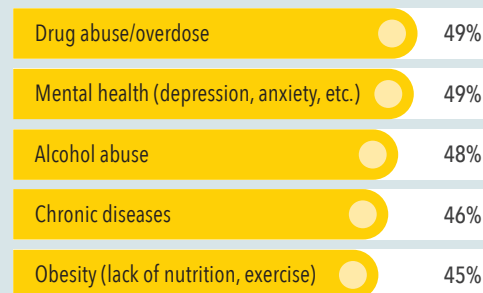 Drug abuse/overdose 49%
Mental health (depression, anxiety, etc.) 49%
Alcohol abuse 48%
Chronic diseases 46%
Obesity (lack of nutrition, exercise) 45%